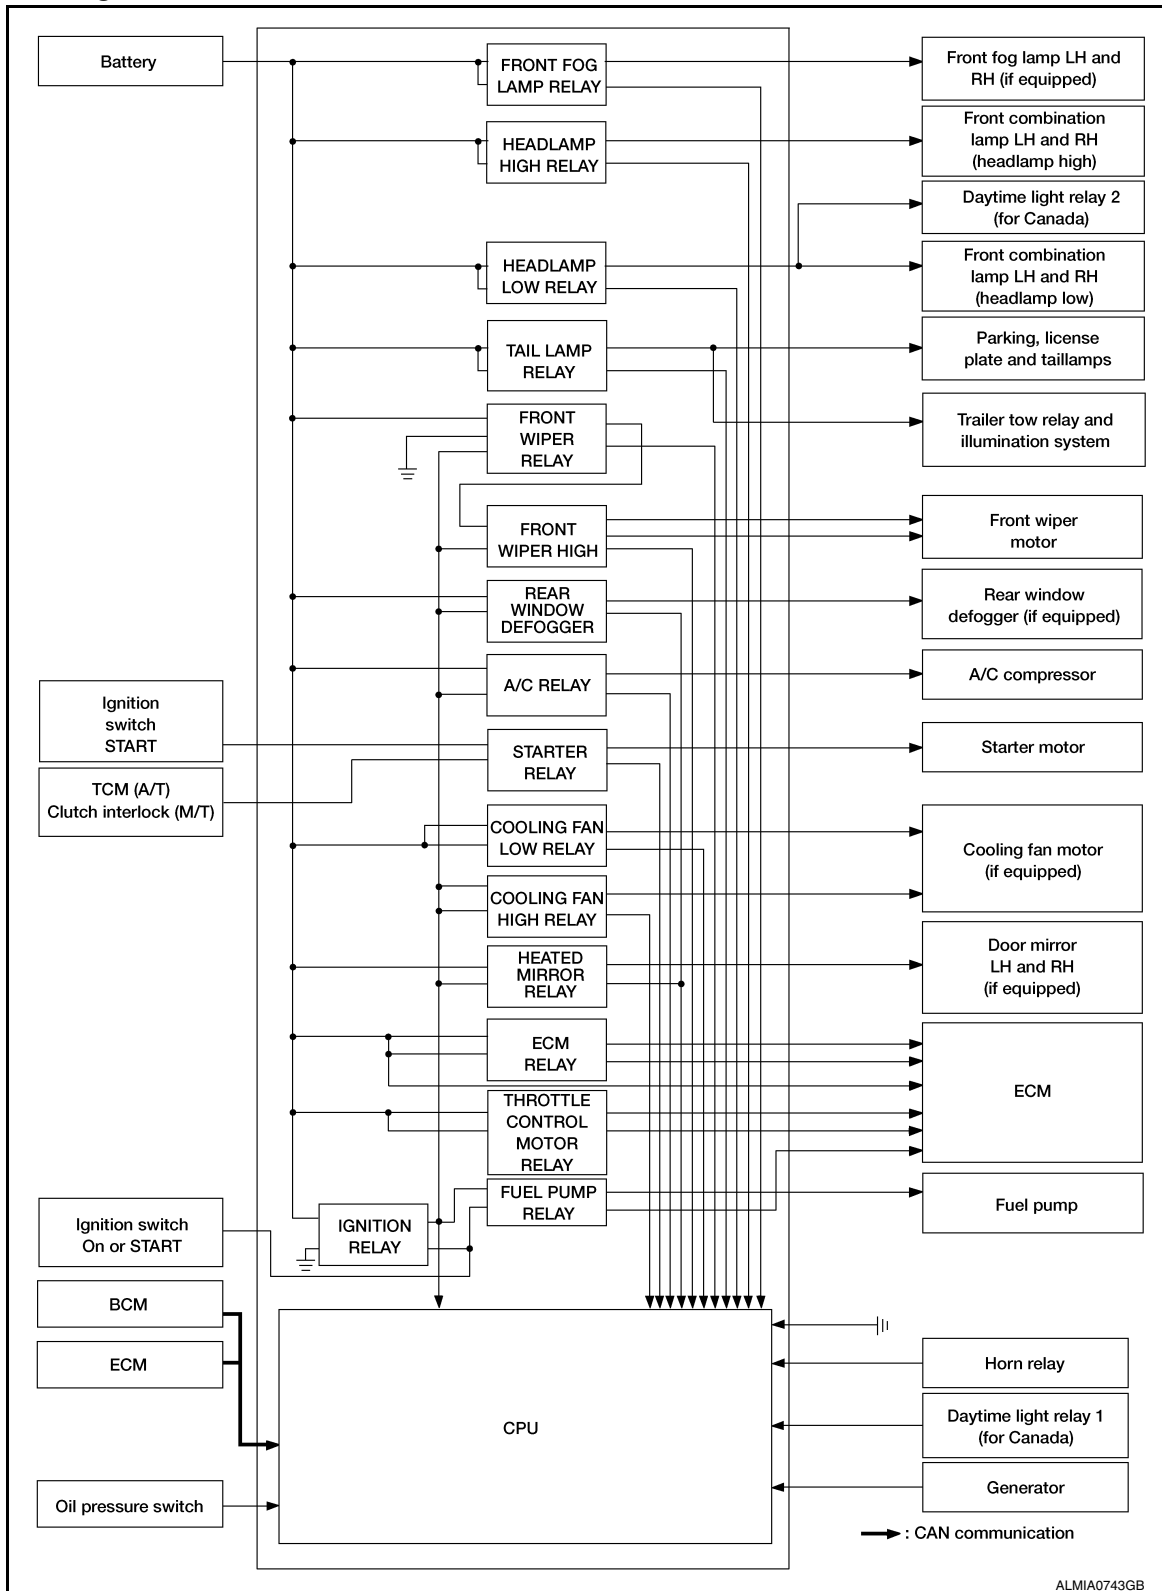 Battery
FRONT FOG
LAMP RELAY
Front fog lamp LH and
RH (if equipped)
HEADLAMP
HIGH RELAY
Front combination
lamp LH and RH
(headlamp high)
Daytime light relay 2
(for Canada)
HEADLAMP
LOW RELAY
Front combination
lamp LH and RH
(headlamp low)
TAIL LAMP
RELAY
Parking, license
plate and taillamps
FRONT
WIPER
RELAY
Trailer tow relay and
illumination system
FRONT
WIPER HIGH
Front wiper
motor
REAR
WINDOW
DEFOGGER
Rear window
defogger (if equipped)
A/C RELAY
A/C compressor
Ignition
switch
START
STARTER
RELAY
Starter motor
TCM (A/T)
Clutch interlock (M/T)
COOLING FAN
LOW RELAY
Cooling fan motor
(if equipped)
COOLING FAN
HIGH RELAY
HEATED
MIRROR
RELAY
Door mirror
LH and RH
(if equipped)
ECM
RELAY
ECM
THROTTLE
CONTROL
MOTOR
RELAY
FUEL PUMP
RELAY
Fuel pump
Ignition switch
On or START
IGNITION
RELAY
BCM
ECM
CPU
Horn relay
Daytime light relay 1
(for Canada)
Generator
Oil pressure switch
: CAN communication
ALMIA0743GB